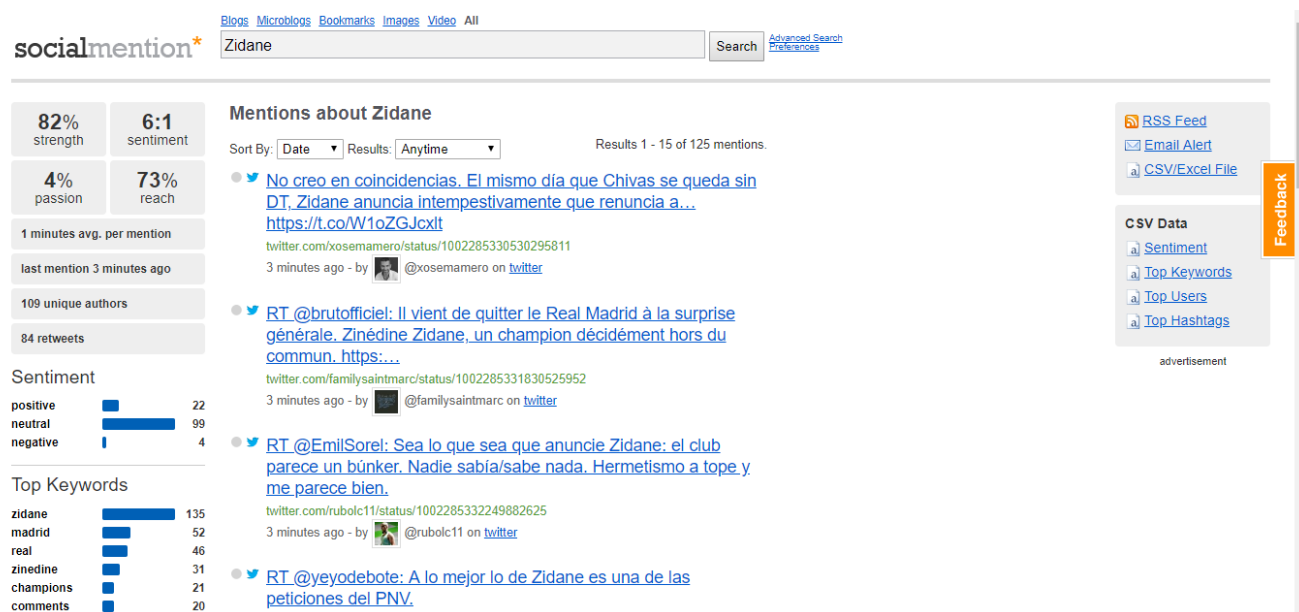 Blogs Microblogs Bookmarks Images Video All
socialmention*
Zidane
Search
Advanced Search
Preferences
82%
strength
6:1
sentiment
4%
passion
73%
reach
1 minutes avg. per mention
last mention 3 minutes ago
109 unique authors
84 retweets
Sentiment
positive 22
neutral 99
negative 4
Top Keywords
zidane 135
madrid 52
real 46
zinedine 31
champions 21
comments 20
Mentions about Zidane
Sort By: Date Results: Anytime
Results 1 - 15 of 125 mentions.
No creo en coincidencias. El mismo día que Chivas se queda sin
DT, Zidane anuncia intempestivamente que renuncia a…
https://t.co/W1oZGJcxlt
twitter.com/xosemamero/status/1002285330530295811
3 minutes ago - by @xosemamero on twitter
RT @brutofficiel: Il vient de quitter le Real Madrid à la surprise
générale. Zinédine Zidane, un champion décidément hors du
commun. https:…
twitter.com/familysaintmarc/status/1002285331830525952
3 minutes ago - by @familysaintmarc on twitter
RT @EmilSorel: Sea lo que sea que anuncie Zidane: el club
parece un búnker. Nadie sabía/sabe nada. Hermetismo a tope y
me parece bien.
twitter.com/rubolc11/status/1002285332249882625
3 minutes ago - by @rubolc11 on twitter
RT @yeyodebote: A lo mejor lo de Zidane es una de las
peticiones del PNV.
RSS Feed
Email Alert
CSV/Excel File
CSV Data
Sentiment
Top Keywords
Top Users
Top Hashtags
advertisement
Feedback